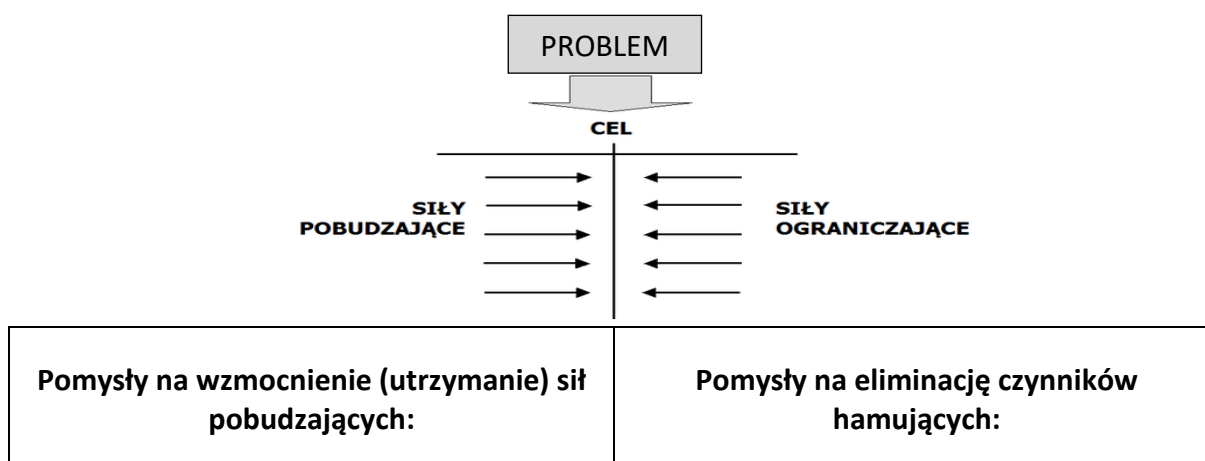 PROBLEM
CEL
SIŁY
POBUDZAJĄCE
SIŁY
OGRANICZAJĄCE
Pomysły na wzmocnienie (utrzymanie) sił
pobudzających:
Pomysły na eliminację czynników
hamujących: